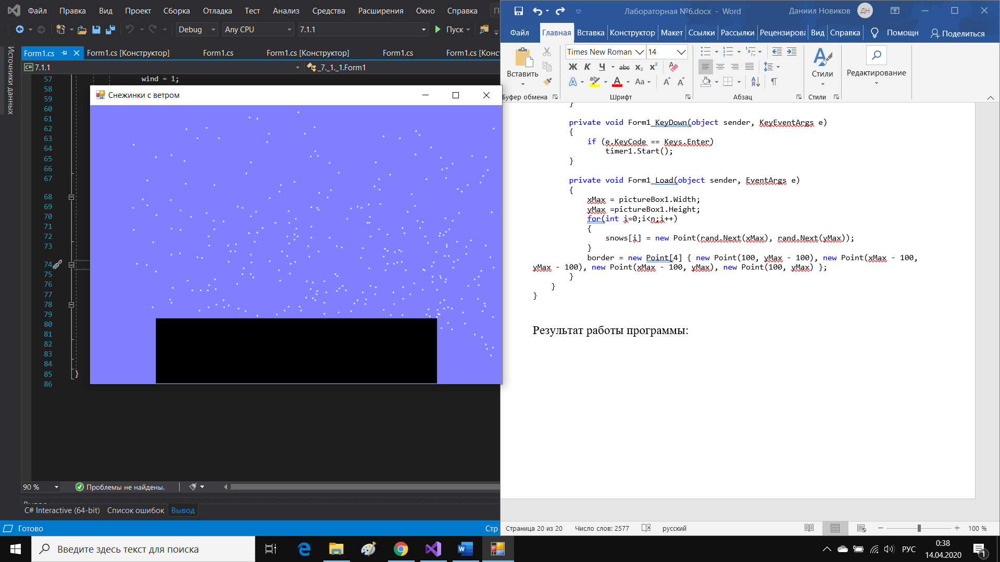 Файл Правка Вид Проект Сборка Отладка Тест Анализ Средства Расширения Окно Справка
Debug Any CPU 7.1.1 Пуск
Источники данных
Form1.cs Form1.cs [Конструктор] Form1.cs Form1.cs [Конструктор] Form1.cs Form1.cs [Конст
C# 7.1.1 _7._1._1.Form1
57 wind = 1;
58
59
60
61
62
63
64
65
66
67
68
69
70
71
72
73
74
75
76
77
78
79
80
81
82
83
84
85 }
86
Снежинки с ветром
90 % Проблемы не найдены.
C# Interactive (64-bit) Список ошибок Вывод
Готово Стр
Лабораторная №6.docx - Word Даниил Новиков ДН
Файл Главная Вставка Конструктор Макет Ссылки Рассылки Рецензирова Вид Справка Помощн Поделиться
Вставить
Times New Roman 14
Ж К Ч abc x₂ x²
Стили
Редактирование
Буфер обмена Шрифт Абзац Стили
}
private void Form1_KeyDown(object sender, KeyEventArgs e)
{
if (e.KeyCode == Keys.Enter)
timer1.Start();
}
private void Form1_Load(object sender, EventArgs e)
{
xMax = pictureBox1.Width;
yMax =pictureBox1.Height;
for(int i=0;i<n;i++)
{
snows[i] = new Point(rand.Next(xMax), rand.Next(yMax));
}
border = new Point[4] { new Point(100, yMax - 100), new Point(xMax - 100,
yMax - 100), new Point(xMax - 100, yMax), new Point(100, yMax) };
}
}
}
Результат работы программы:
Страница 20 из 20 Число слов: 2577 русский 100 %
Введите здесь текст для поиска
РУС
0:38
14.04.2020
1